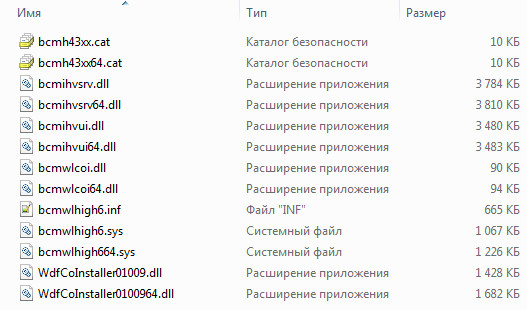 Имя Тип Размер
bcmh43xx.cat Каталог безопасности 10 КБ
bcmh43xx64.cat Каталог безопасности 10 КБ
bcmihvsrv.dll Расширение приложения 3 784 КБ
bcmihvsrv64.dll Расширение приложения 3 810 КБ
bcmihvui.dll Расширение приложения 3 480 КБ
bcmihvui64.dll Расширение приложения 3 483 КБ
bcmwlcoi.dll Расширение приложения 90 КБ
bcmwlcoi64.dll Расширение приложения 94 КБ
bcmwlhigh6.inf Файл "INF" 665 КБ
bcmwlhigh6.sys Системный файл 1 067 КБ
bcmwlhigh664.sys Системный файл 1 226 КБ
WdfCoInstaller01009.dll Расширение приложения 1 428 КБ
WdfCoInstaller0100964.dll Расширение приложения 1 682 КБ